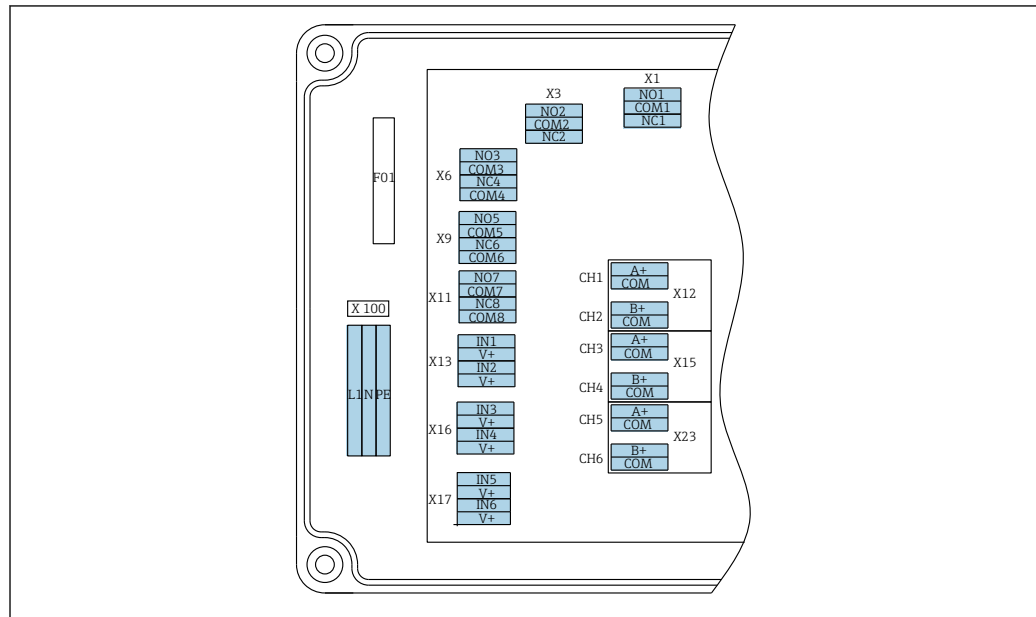 X1
NO1
COM1
NC1
X3
NO2
COM2
NC2
F01
X6
NO3
COM3
NC4
COM4
X9
NO5
COM5
NC6
COM6
X11
NO7
COM7
NC8
COM8
X 100
L1 N PE
X13
IN1
V+
IN2
V+
X16
IN3
V+
IN4
V+
X17
IN5
V+
IN6
V+
CH1
A+
COM
X12
CH2
B+
COM
CH3
A+
COM
X15
CH4
B+
COM
CH5
A+
COM
X23
CH6
B+
COM